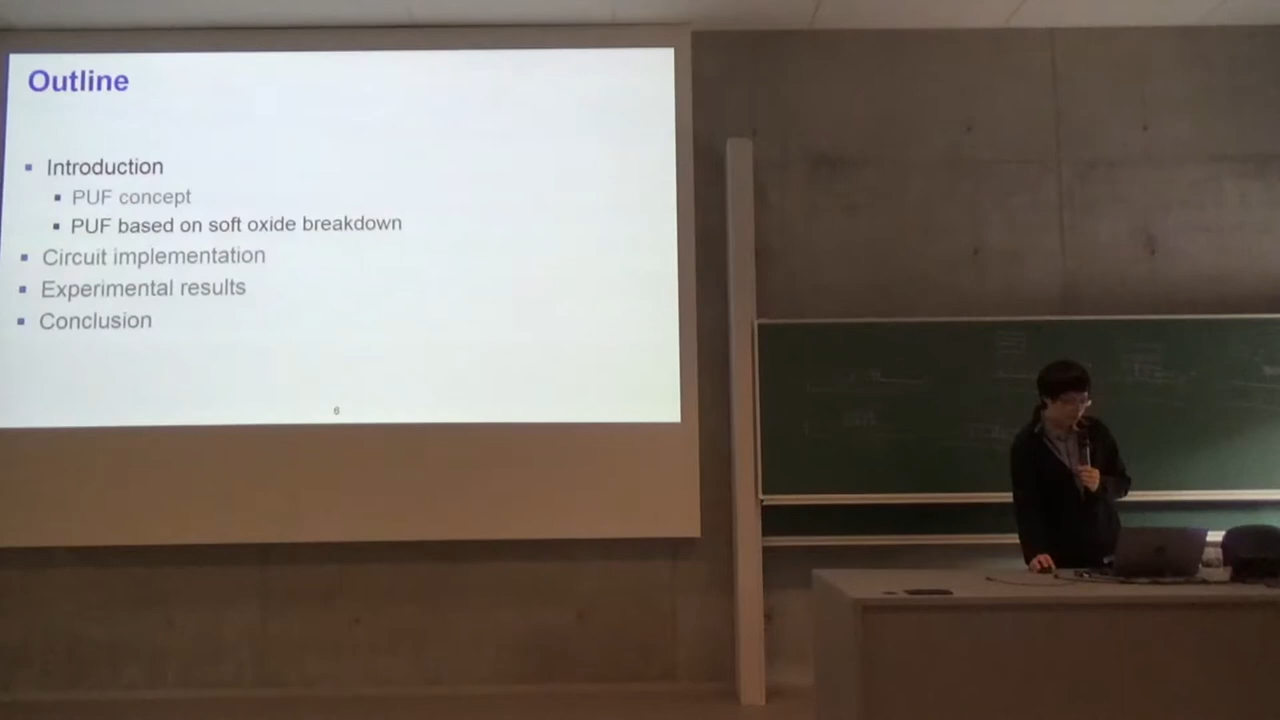 Outline
Introduction
PUF concept
PUF based on soft oxide breakdown
Circuit implementation
Experimental results
Conclusion
6